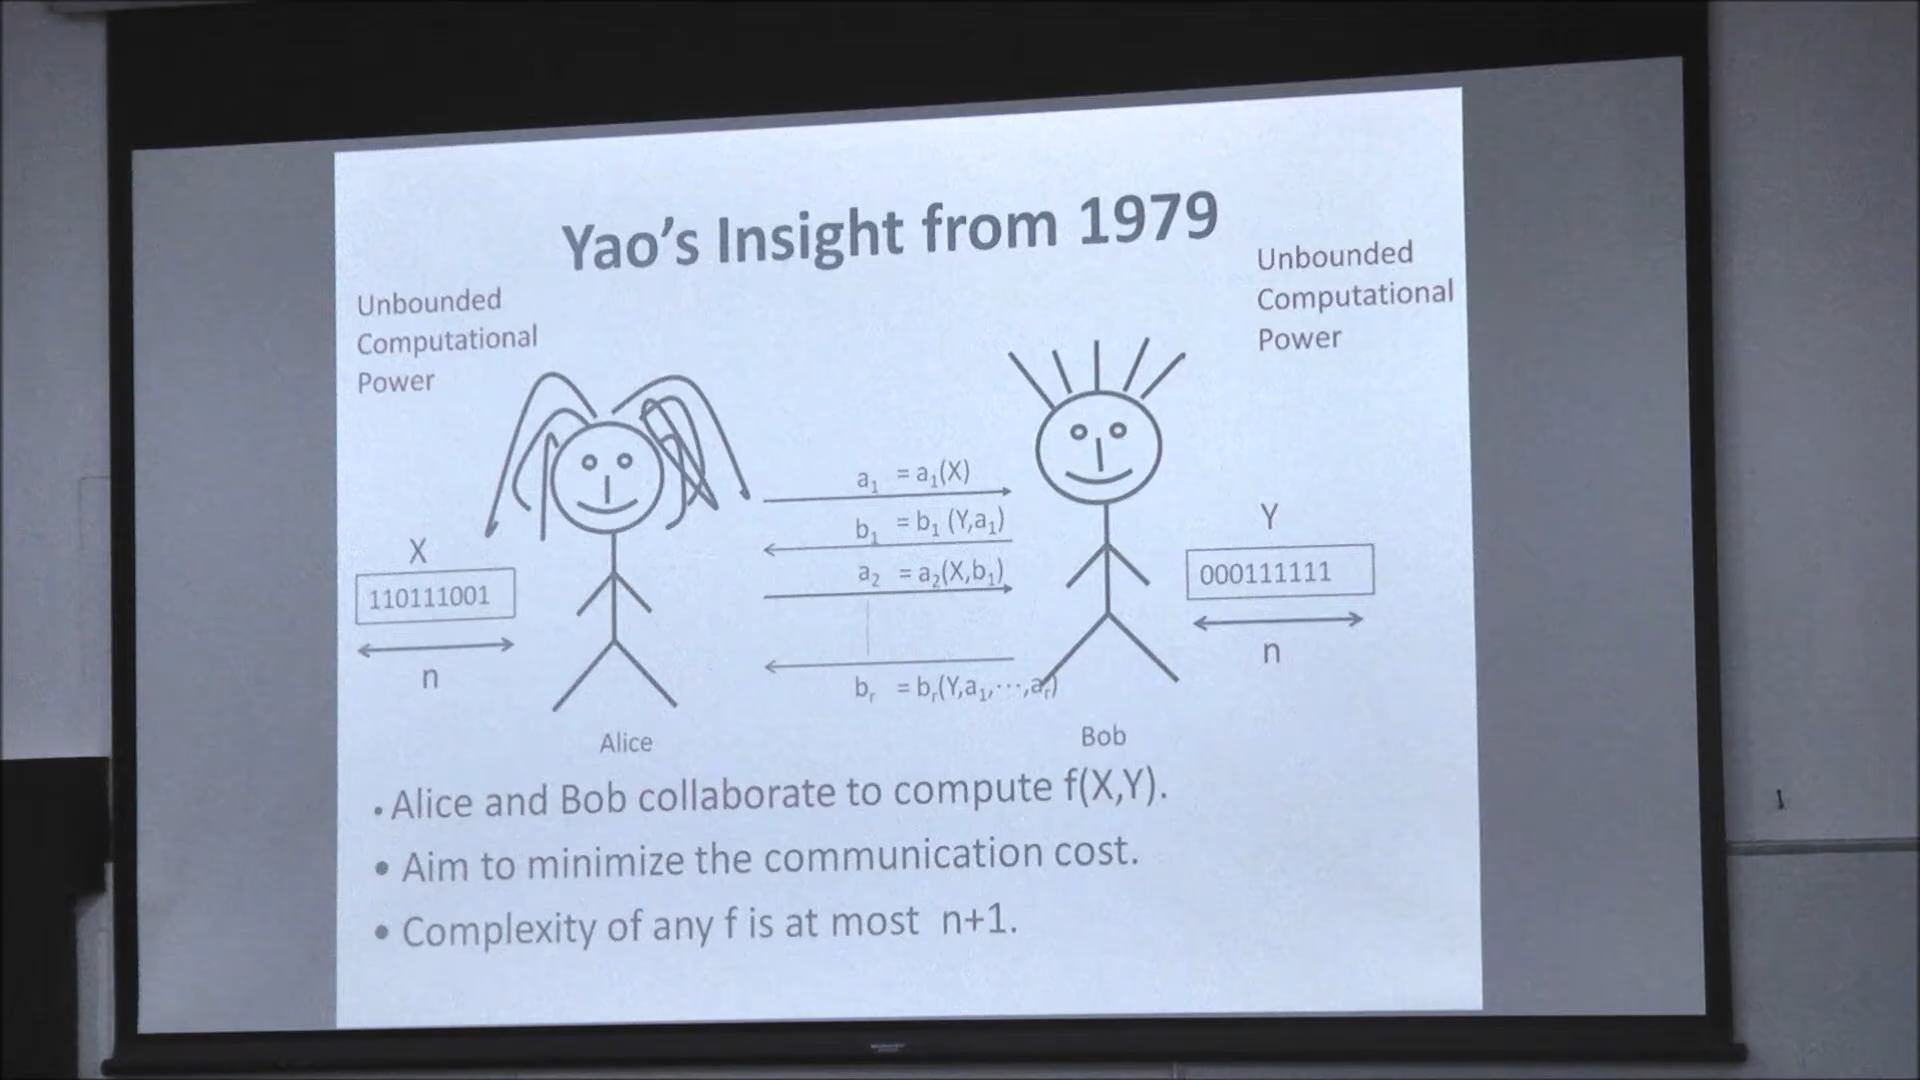 Yao's Insight from 1979
Unbounded
Computational
Power
Unbounded
Computational
Power
a₁ = a₁(X)
b₁ = b₁ (Y,a₁)
a₂ = a₂(X,b₁)
bᵣ = bᵣ(Y,a₁,⋯,aᵣ)
X
110111001
n
Y
000111111
n
Alice
Bob
• Alice and Bob collaborate to compute f(X,Y).
• Aim to minimize the communication cost.
• Complexity of any f is at most n+1.